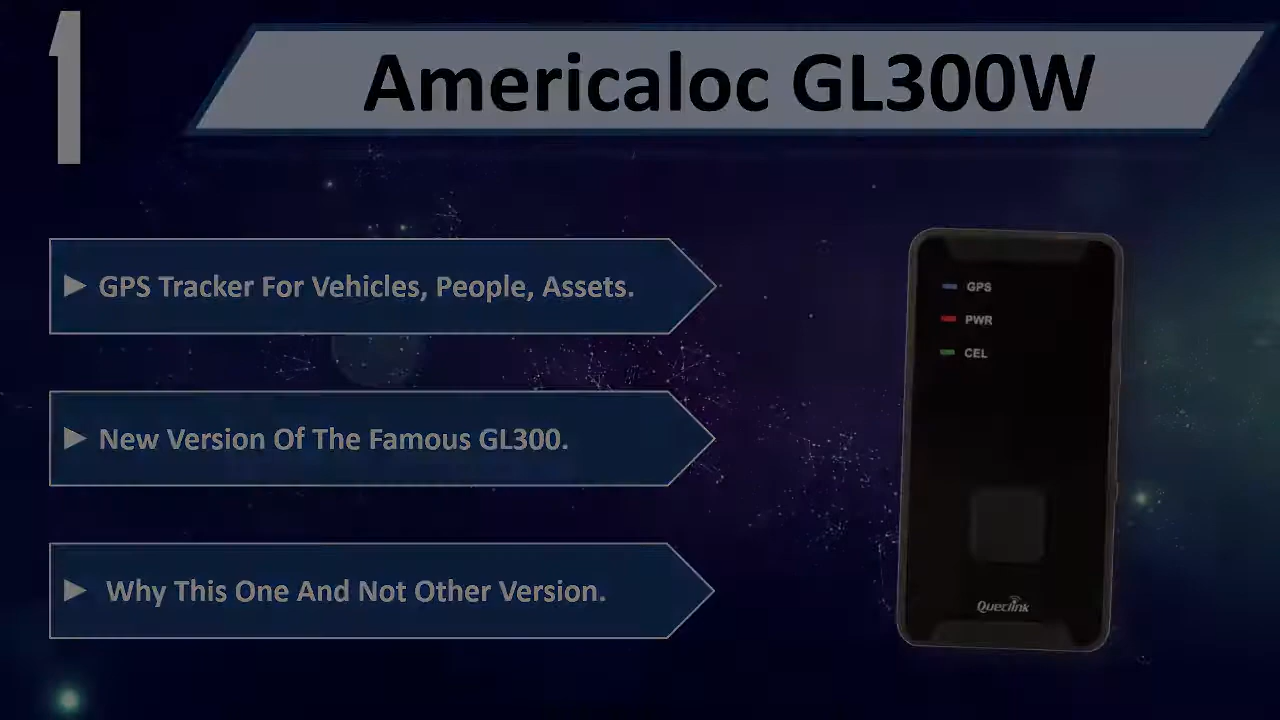 1
Americaloc GL300W
► GPS Tracker For Vehicles, People, Assets.
► New Version Of The Famous GL300.
► Why This One And Not Other Version.
GPS
PWR
CEL
Queclink